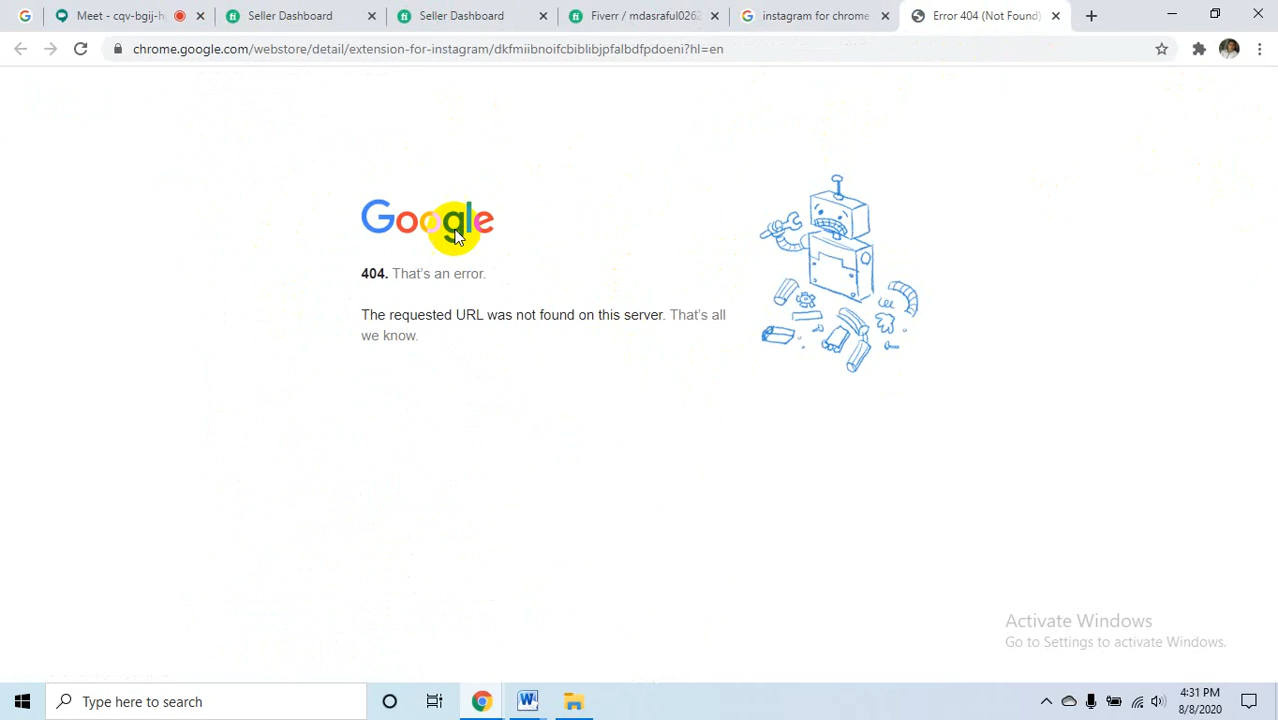 Meet - cqv-bgij-h
Seller Dashboard
Seller Dashboard
Fiverr / mdasraful0262
instagram for chrome
Error 404 (Not Found)
chrome.google.com/webstore/detail/extension-for-instagram/dkfmiibnoifcbiblibjpfalbdfpdoeni?hl=en
Google
404. That's an error.
The requested URL was not found on this server. That's all
we know.
Activate Windows
Go to Settings to activate Windows.
Type here to search
4:31 PM
8/8/2020